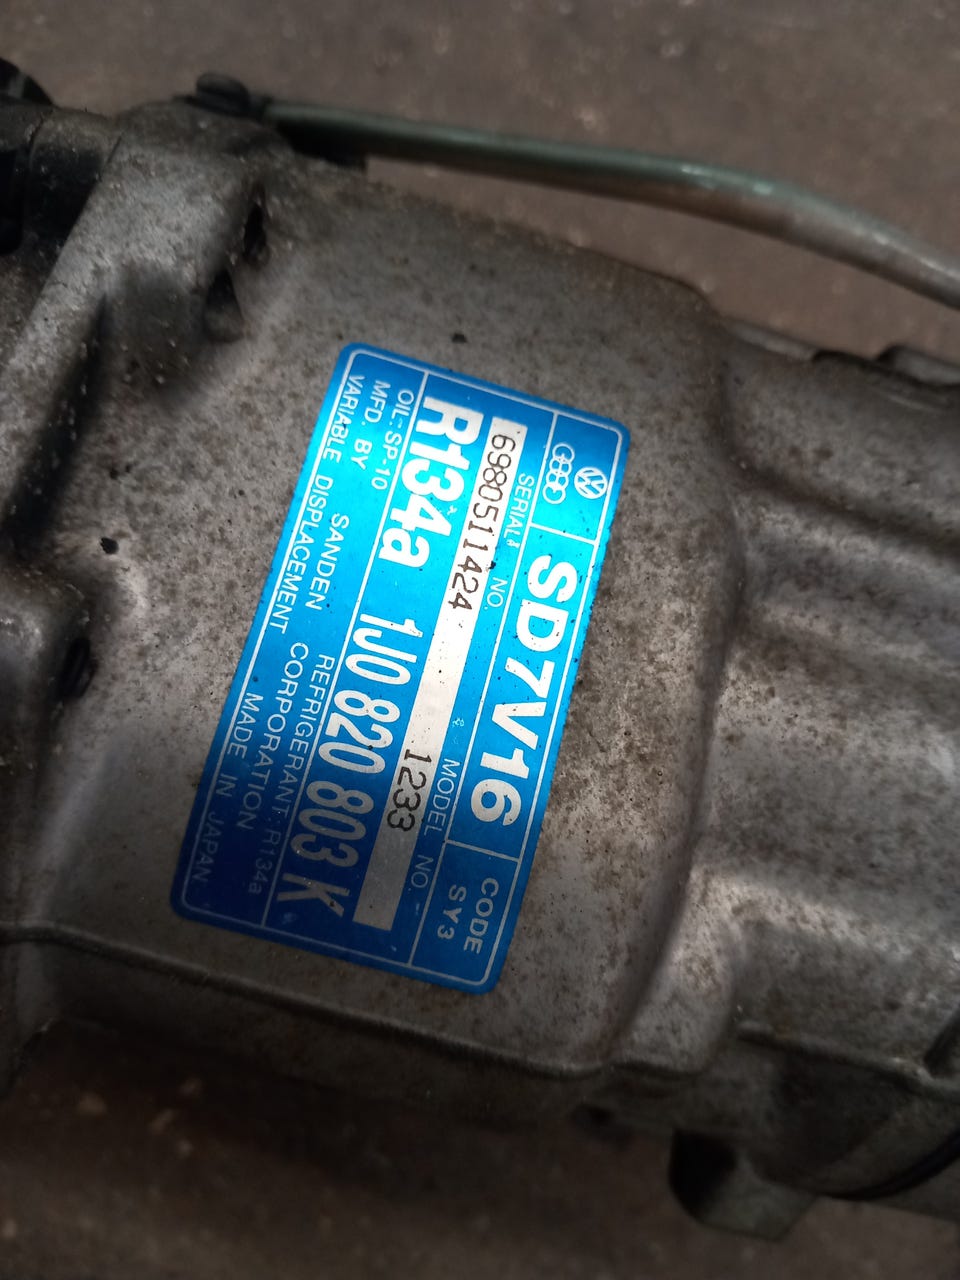 SD7V16 CODE SY3
SERIAL NO. MODEL NO.
6980511424 1233
R134a 1J0 820 803 K
OIL:SP-10 REFRIGERANT:R134a
MFD. BY SANDEN CORPORATION
VARIABLE DISPLACEMENT MADE IN JAPAN